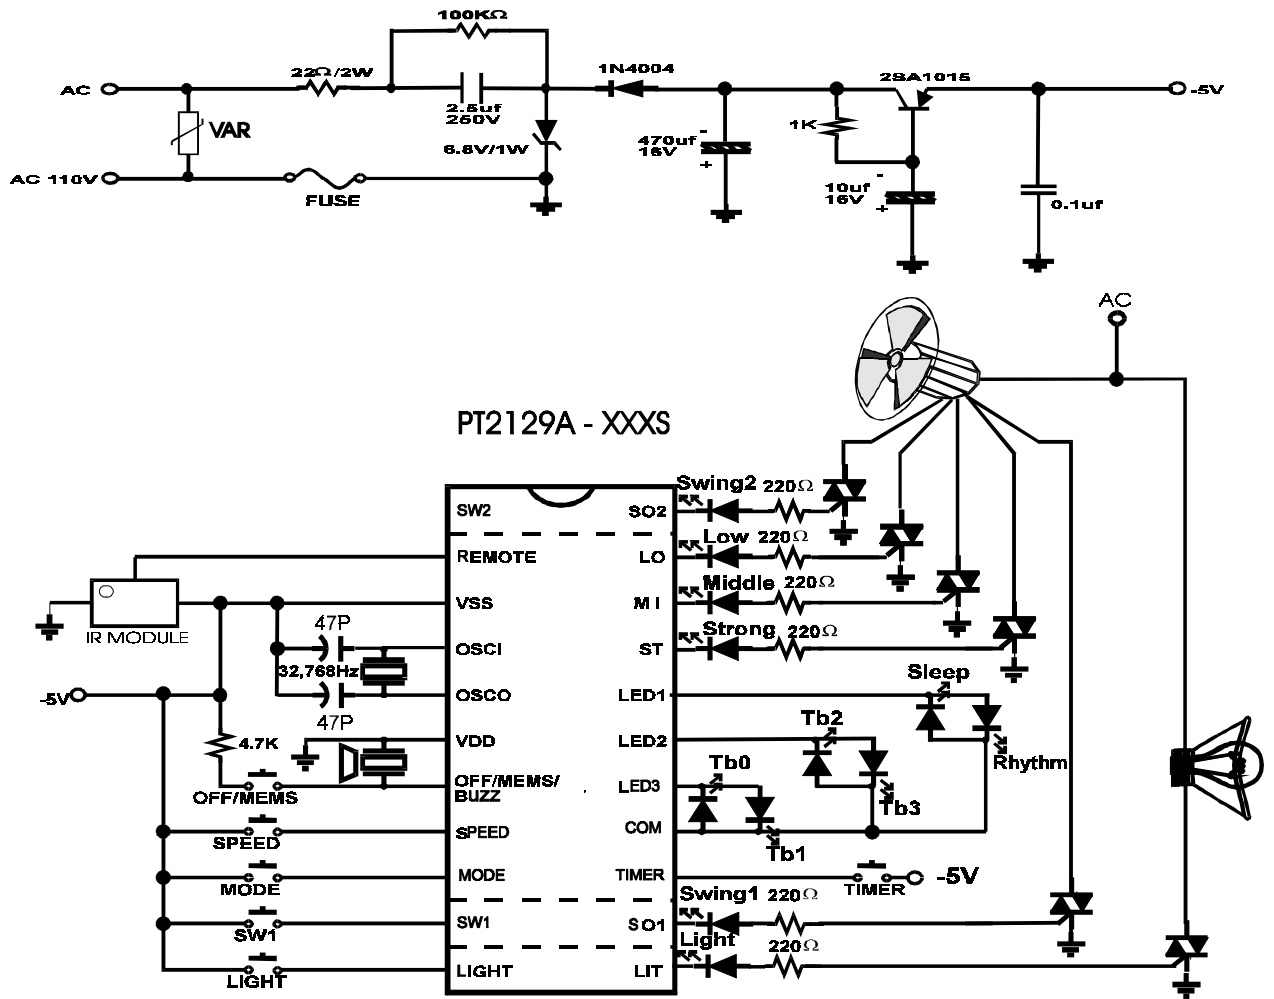 100KΩ
AC
22Ω/2W
2.5uf
250V
1N4004
2SA1015
-5V
VAR
6.8V/1W
470uf
16V
-
+
1K
10uf
16V
-
+
0.1uf
AC 110V
FUSE
AC
PT2129A - XXXS
SW2
REMOTE
VSS
OSCI
OSCO
VDD
OFF/MEMS/
BUZZ
SPEED
MODE
SW1
LIGHT
SO2
LO
MI
ST
LED1
LED2
LED3
COM
TIMER
SO1
LIT
IR MODULE
47P
32,768Hz
47P
-5V
4.7K
OFF/MEMS
SPEED
MODE
SW1
LIGHT
Swing2 220Ω
Low 220Ω
Middle 220Ω
Strong 220Ω
Sleep
Rhythm
Tb2
Tb3
Tb0
Tb1
TIMER
-5V
Swing1 220Ω
Light 220Ω